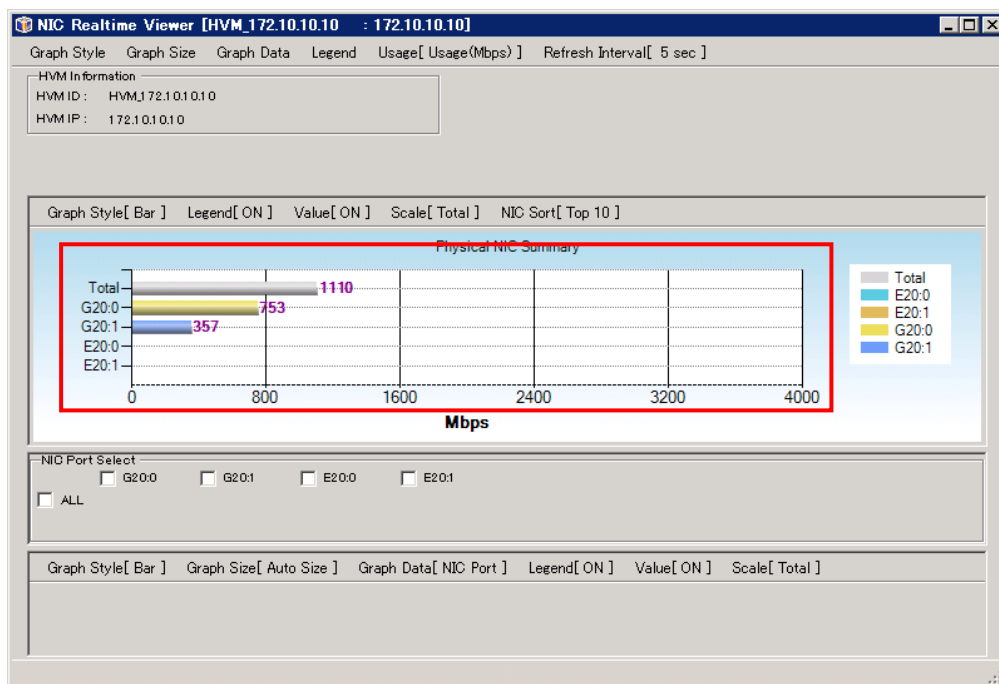 NIC Realtime Viewer [HVM_172.10.10.10 : 172.10.10.10]
Graph Style Graph Size Graph Data Legend Usage[ Usage(Mbps) ] Refresh Interval[ 5 sec ]
HVM Information
HVM ID : HVM_172.10.10.10
HVM IP : 172.10.10.10
Graph Style[ Bar ] Legend[ ON ] Value[ ON ] Scale[ Total ] NIC Sort[ Top 10 ]
Physical NIC Summary
Total 1110
G20:0 753
G20:1 357
E20:0
E20:1
0 800 1600 2400 3200 4000
Mbps
Total
E20:0
E20:1
G20:0
G20:1
NIC Port Select
G20:0 G20:1 E20:0 E20:1
ALL
Graph Style[ Bar ] Graph Size[ Auto Size ] Graph Data[ NIC Port ] Legend[ ON ] Value[ ON ] Scale[ Total ]